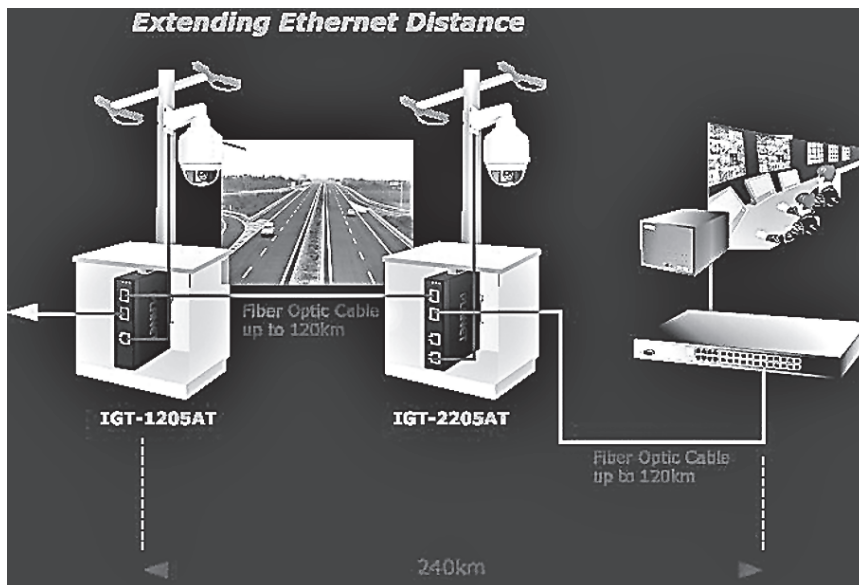 Extending Ethernet Distance
Fiber Optic Cable
up to 120km
IGT-1205AT
IGT-2205AT
Fiber Optic Cable
up to 120km
240km